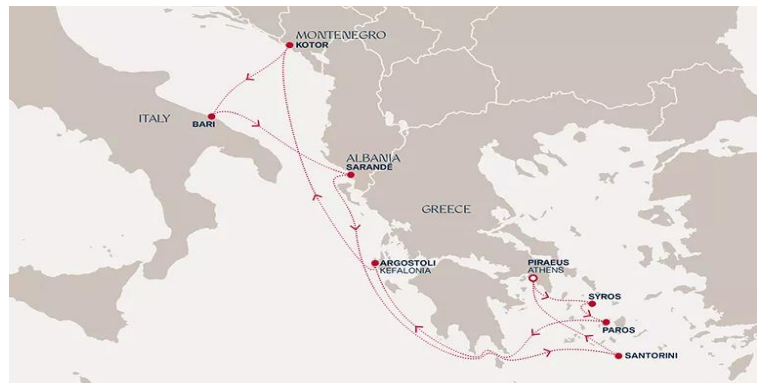 MONTENEGRO
KOTOR
ITALY
BARI
ALBANIA
SARANDË
GREECE
ARGOSTOLI
KEFALONIA
PIRAEUS
ATHENS
SYROS
PAROS
SANTORINI